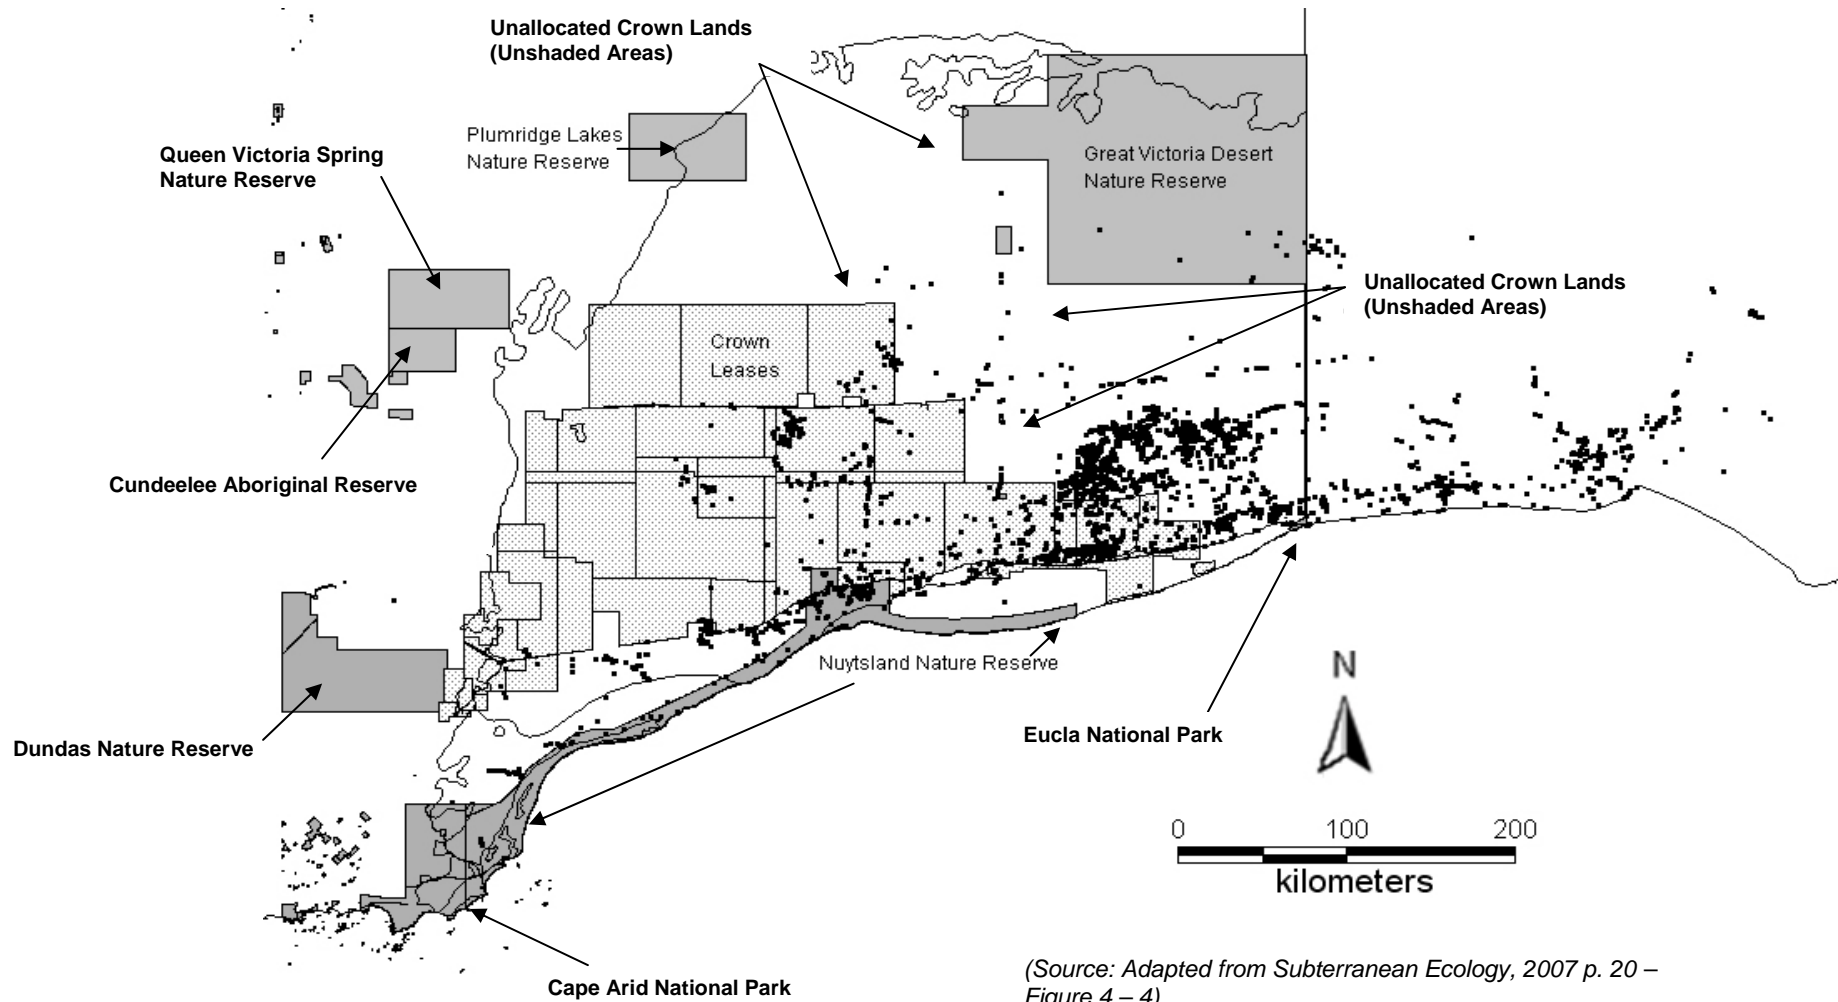 Unallocated Crown Lands
(Unshaded Areas)
Plumridge Lakes
Nature Reserve
Queen Victoria Spring
Nature Reserve
Great Victoria Desert
Nature Reserve
Unallocated Crown Lands
(Unshaded Areas)
Crown
Leases
Cundeelee Aboriginal Reserve
Nuytsland Nature Reserve
N
Dundas Nature Reserve
Eucla National Park
0 100 200
kilometers
Cape Arid National Park
(Source: Adapted from Subterranean Ecology, 2007 p. 20 –
Figure 4 – 4)